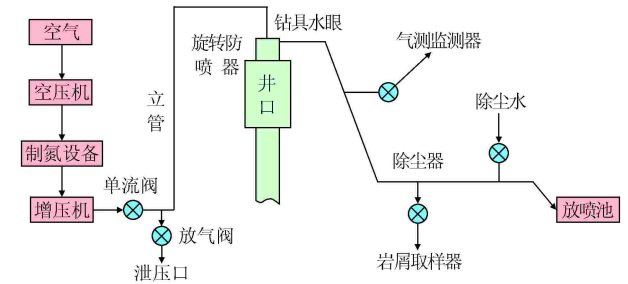 空气
空压机
制氮设备
增压机
单流阀
放气阀
泄压口
立
管
钻具水眼
旋转防
喷器
井
口
气测监测器
除尘水
除尘器
岩屑取样器
放喷池